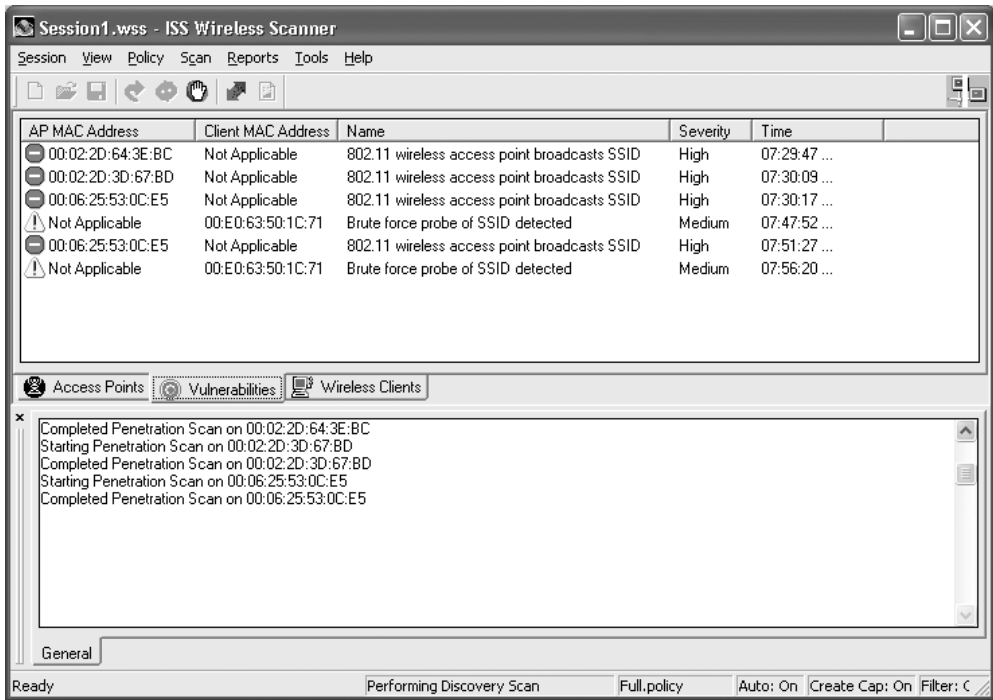 Session1.wss - ISS Wireless Scanner
Session View Policy Scan Reports Tools Help
AP MAC Address Client MAC Address Name Severity Time
00:02:2D:64:3E:BC Not Applicable 802.11 wireless access point broadcasts SSID High 07:29:47 ...
00:02:2D:3D:67:BD Not Applicable 802.11 wireless access point broadcasts SSID High 07:30:09 ...
00:06:25:53:0C:E5 Not Applicable 802.11 wireless access point broadcasts SSID High 07:30:17 ...
Not Applicable 00:E0:63:50:1C:71 Brute force probe of SSID detected Medium 07:47:52 ...
00:06:25:53:0C:E5 Not Applicable 802.11 wireless access point broadcasts SSID High 07:51:27 ...
Not Applicable 00:E0:63:50:1C:71 Brute force probe of SSID detected Medium 07:56:20 ...
Access Points Vulnerabilities Wireless Clients
Completed Penetration Scan on 00:02:2D:64:3E:BC
Starting Penetration Scan on 00:02:2D:3D:67:BD
Completed Penetration Scan on 00:02:2D:3D:67:BD
Starting Penetration Scan on 00:06:25:53:0C:E5
Completed Penetration Scan on 00:06:25:53:0C:E5
General
Ready Performing Discovery Scan Full.policy Auto: On Create Cap: On Filter: